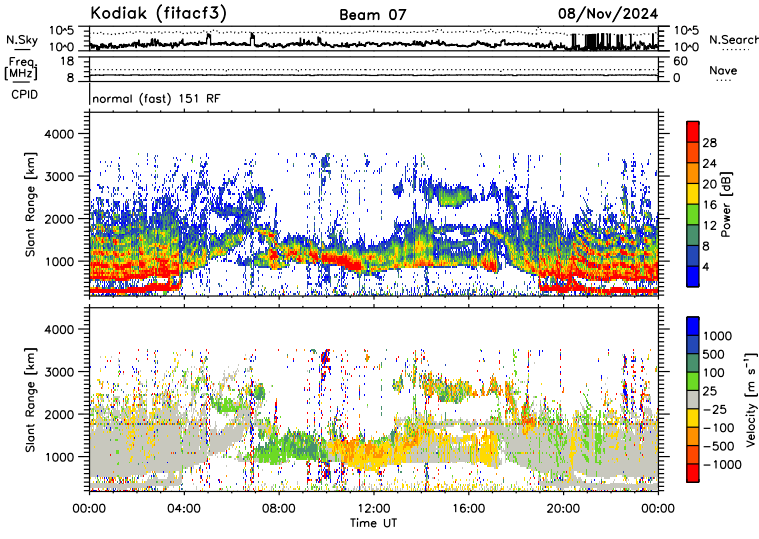 Kodiak (fitacf3) Beam 07 08/Nov/2024
N.Sky 10^5 10^0 10^5 10^0 N.Search
Freq. [MHz] 18 8 60 0 Nave
CPID normal (fast) 151 RF
4000
3000
2000
1000
Slant Range [km]
28
24
20
16
12
8
4
Power [dB]
4000
3000
2000
1000
Slant Range [km]
1000
500
100
25
-25
-100
-500
-1000
Velocity [m s⁻¹]
00:00 04:00 08:00 12:00 16:00 20:00 00:00
Time UT